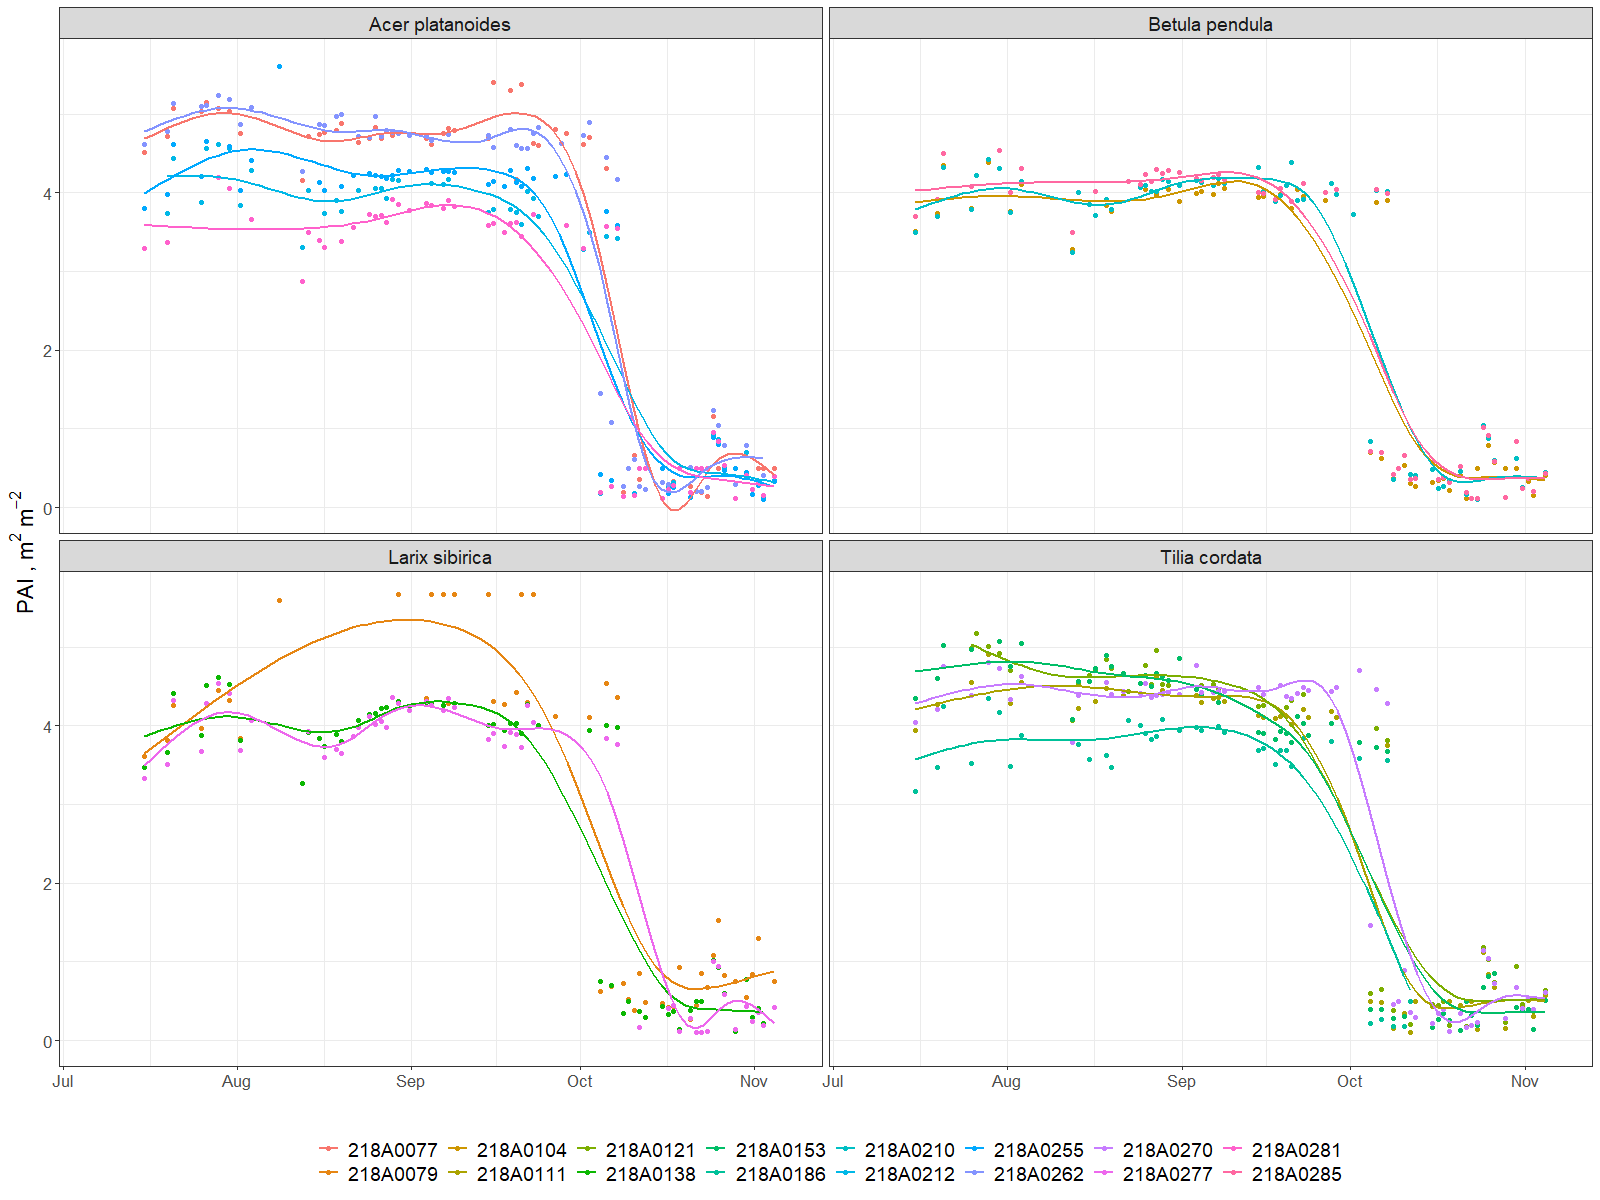 Acer platanoides
Betula pendula
4
2
0
Larix sibirica
Tilia cordata
4
2
0
PAI , m² m⁻²
Jul Aug Sep Oct Nov
Jul Aug Sep Oct Nov
218A0077 218A0104 218A0121 218A0153 218A0210 218A0255 218A0270 218A0281
218A0079 218A0111 218A0138 218A0186 218A0212 218A0262 218A0277 218A0285